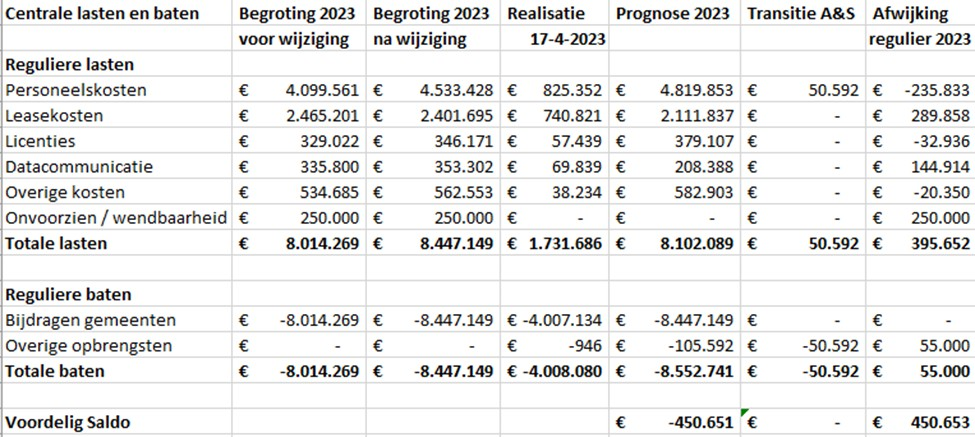 Centrale lasten en baten Begroting 2023 Begroting 2023 Realisatie Prognose 2023 Transitie A&S Afwijking
voor wijziging na wijziging 17-4-2023 regulier 2023
Reguliere lasten
Personeelskosten € 4.099.561 € 4.533.428 € 825.352 € 4.819.853 € 50.592 € -235.833
Leasekosten € 2.465.201 € 2.401.695 € 740.821 € 2.111.837 € - € 289.858
Licenties € 329.022 € 346.171 € 57.439 € 379.107 € - € -32.936
Datacommunicatie € 335.800 € 353.302 € 69.839 € 208.388 € - € 144.914
Overige kosten € 534.685 € 562.553 € 38.234 € 582.903 € - € -20.350
Onvoorzien / wendbaarheid € 250.000 € 250.000 € - € - € - € 250.000
Totale lasten € 8.014.269 € 8.447.149 € 1.731.686 € 8.102.089 € 50.592 € 395.652
Reguliere baten
Bijdragen gemeenten € -8.014.269 € -8.447.149 € -4.007.134 € -8.447.149 € - € -
Overige opbrengsten € - € - € -946 € -105.592 € -50.592 € 55.000
Totale baten € -8.014.269 € -8.447.149 € -4.008.080 € -8.552.741 € -50.592 € 55.000
Voordelig Saldo € -450.651 € - € 450.653